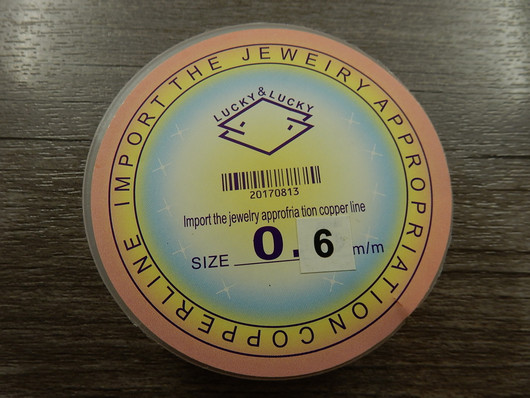 IMPORT THE JEWEIRY APPROPRIATION COPPERLINE
LUCKY & LUCKY
20170813
Import the jewelry approfria tion copper line
SIZE 0.6 m/m